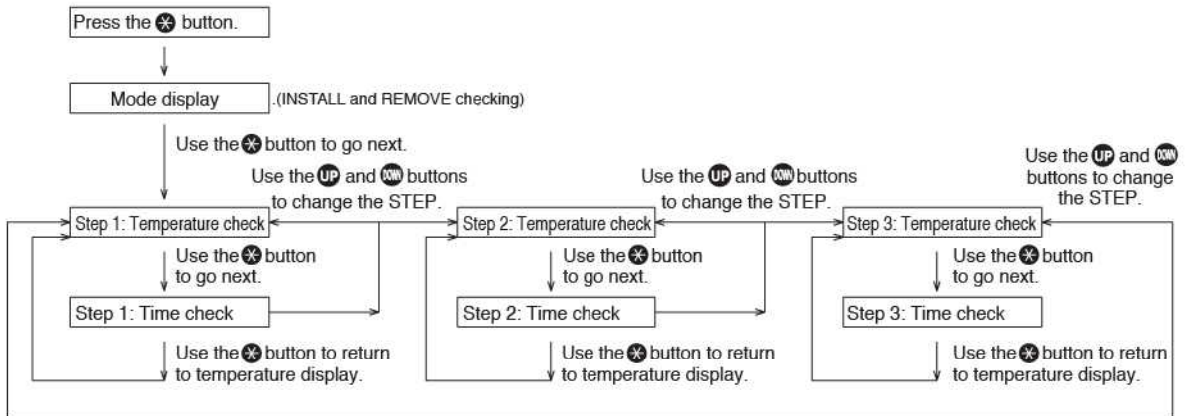 Press the ⊛ button.
Mode display
.(INSTALL and REMOVE checking)
Use the ⊛ button to go next.
Use the UP and DOWN buttons
to change the STEP.
Use the UP and DOWN buttons
to change the STEP.
Use the UP and DOWN
buttons to change
the STEP.
Step 1: Temperature check
Step 2: Temperature check
Step 3: Temperature check
Use the ⊛ button
to go next.
Use the ⊛ button
to go next.
Use the ⊛ button
to go next.
Step 1: Time check
Step 2: Time check
Step 3: Time check
Use the ⊛ button to return
to temperature display.
Use the ⊛ button to return
to temperature display.
Use the ⊛ button to return
to temperature display.